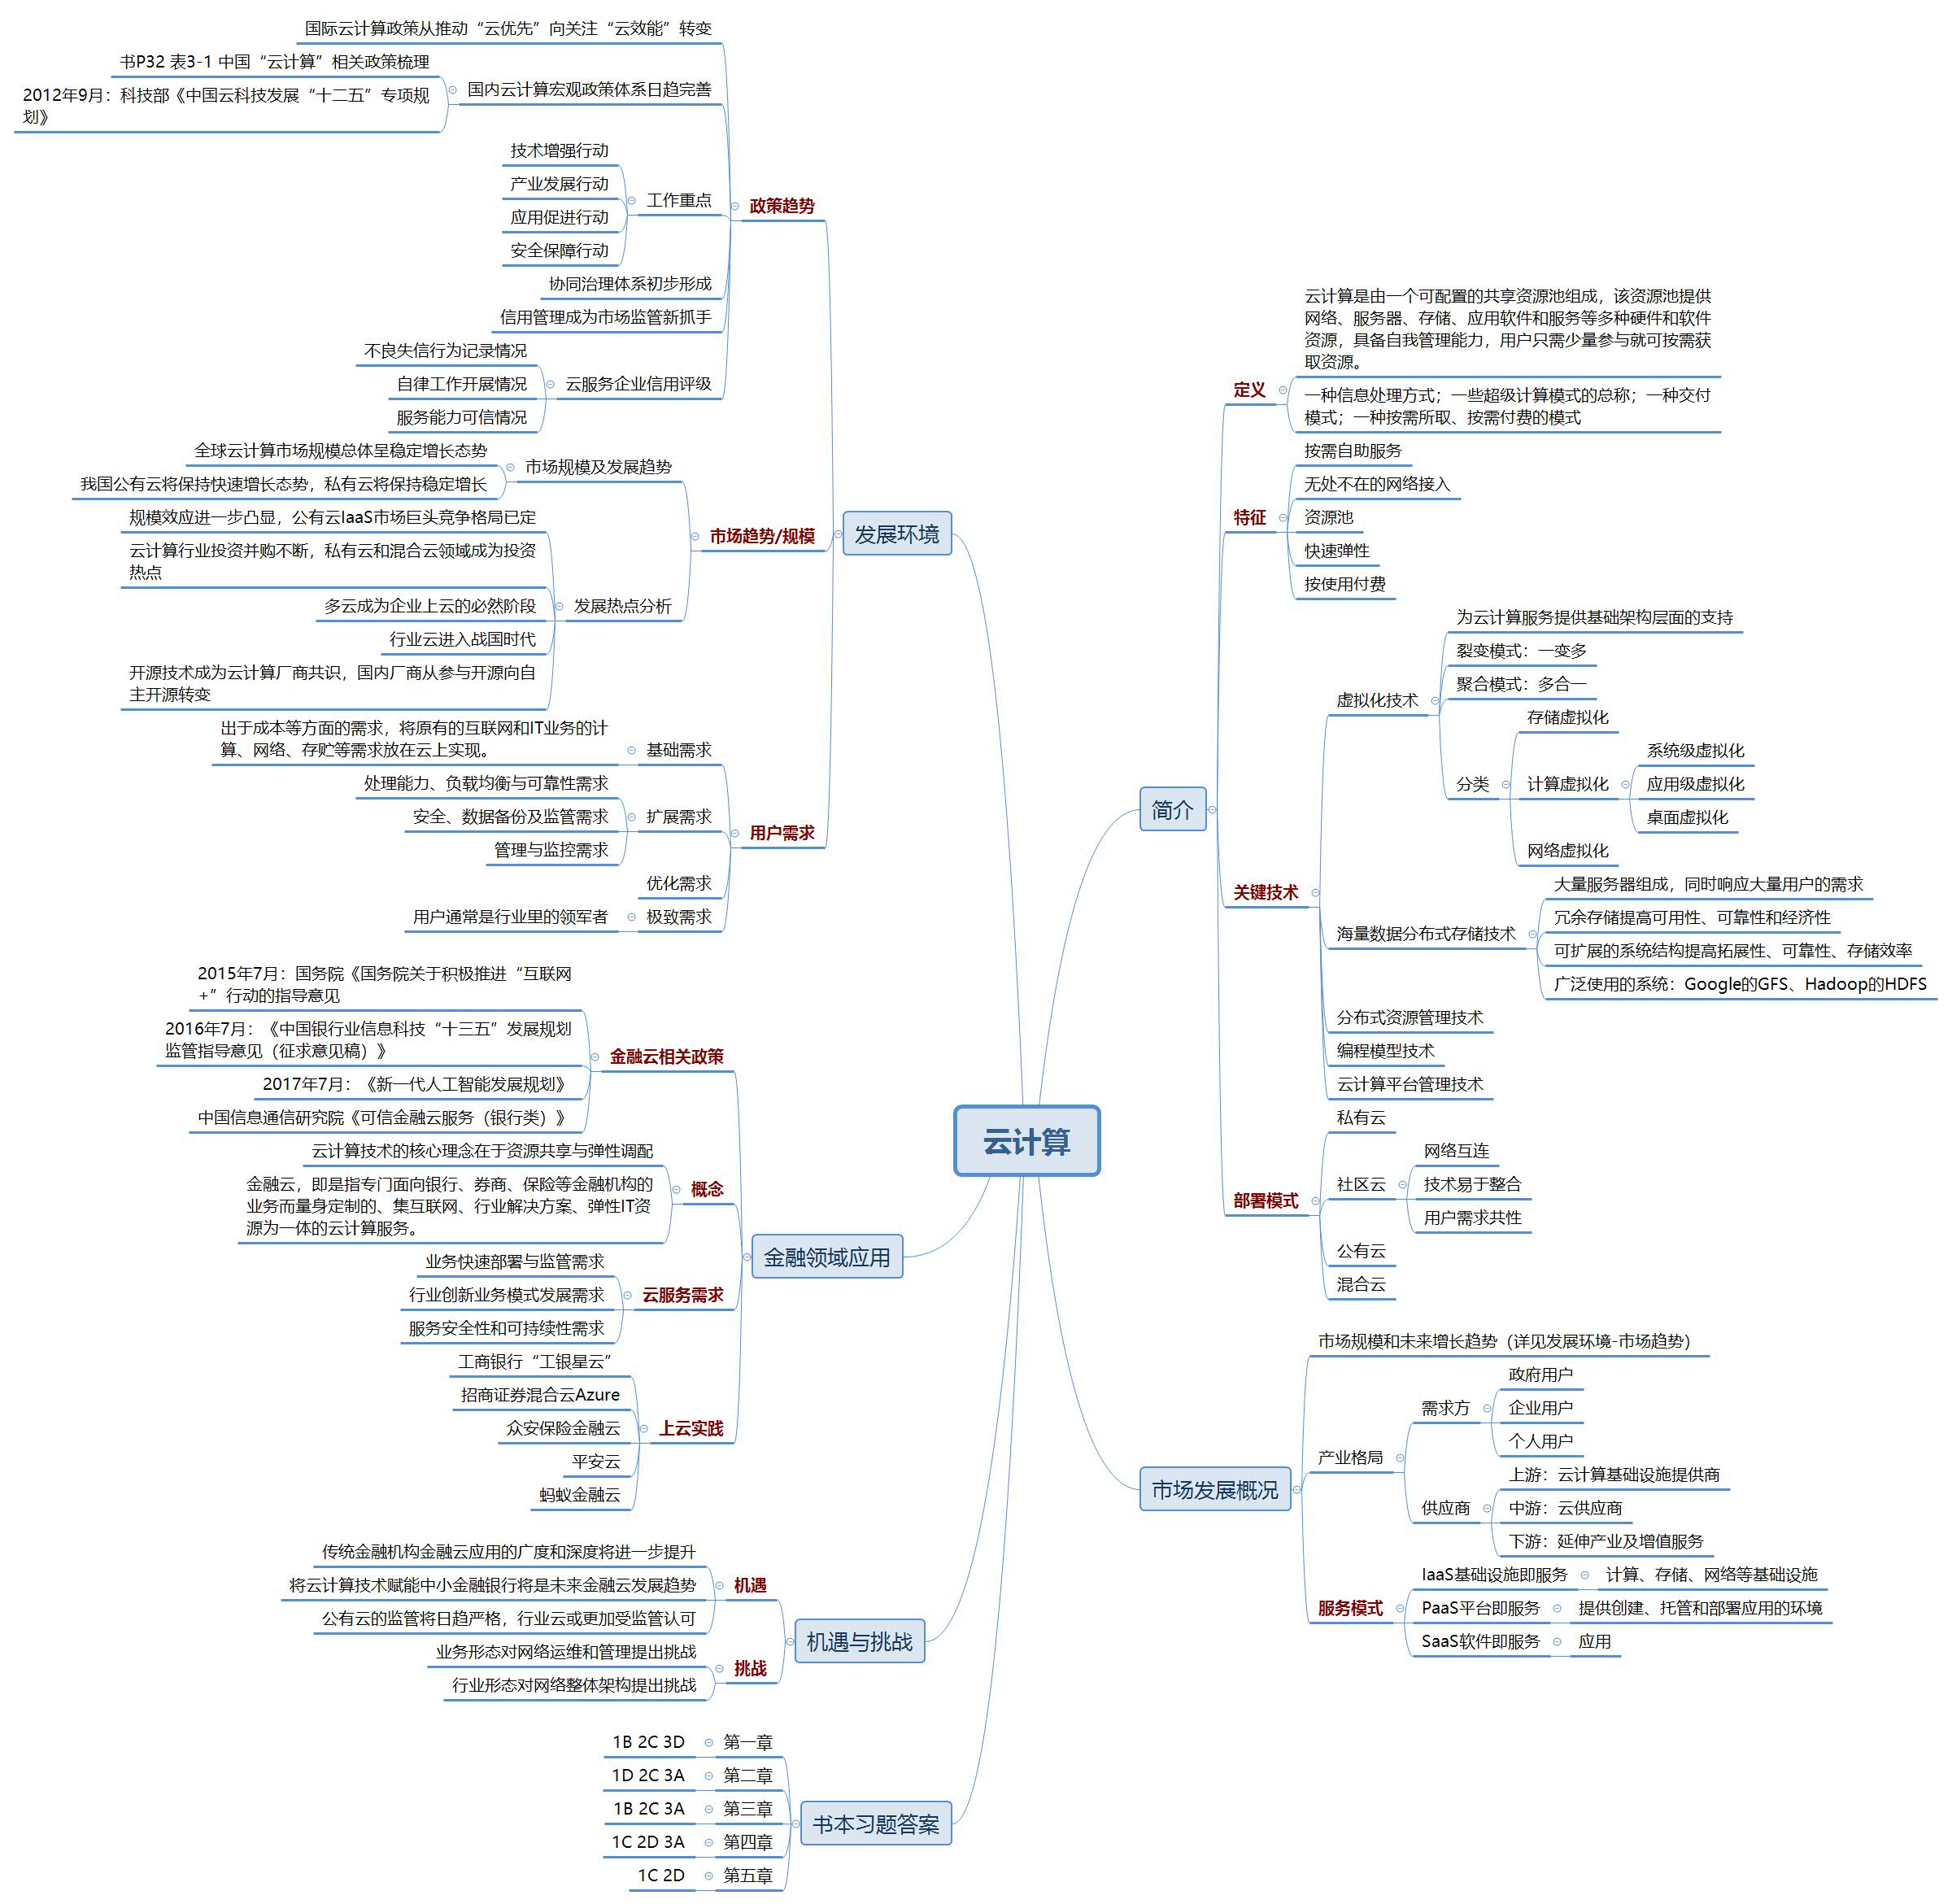 云计算
简介
定义
云计算是由一个可配置的共享资源池组成，该资源池提供
网络、服务器、存储、应用软件和服务等多种硬件和软件
资源，具备自我管理能力，用户只需少量参与就可按需获
取资源。
一种信息处理方式；一些超级计算模式的总称；一种交付
模式；一种按需所取、按需付费的模式
特征
按需自助服务
无处不在的网络接入
资源池
快速弹性
按使用付费
关键技术
虚拟化技术
为云计算服务提供基础架构层面的支持
裂变模式：一变多
聚合模式：多合一
分类
存储虚拟化
计算虚拟化
系统级虚拟化
应用级虚拟化
桌面虚拟化
网络虚拟化
海量数据分布式存储技术
大量服务器组成，同时响应大量用户的需求
冗余存储提高可用性、可靠性和经济性
可扩展的系统结构提高拓展性、可靠性、存储效率
广泛使用的系统：Google的GFS、Hadoop的HDFS
分布式资源管理技术
编程模型技术
云计算平台管理技术
部署模式
私有云
社区云
网络互连
技术易于整合
用户需求共性
公有云
混合云
市场发展概况
市场规模和未来增长趋势（详见发展环境-市场趋势）
产业格局
需求方
政府用户
企业用户
个人用户
供应商
上游：云计算基础设施提供商
中游：云供应商
下游：延伸产业及增值服务
服务模式
IaaS基础设施即服务
计算、存储、网络等基础设施
PaaS平台即服务
提供创建、托管和部署应用的环境
SaaS软件即服务
应用
发展环境
政策趋势
国际云计算政策从推动“云优先”向关注“云效能”转变
国内云计算宏观政策体系日趋完善
书P32 表3-1 中国“云计算”相关政策梳理
2012年9月：科技部《中国云科技发展“十二五”专项规
划》
工作重点
技术增强行动
产业发展行动
应用促进行动
安全保障行动
协同治理体系初步形成
信用管理成为市场监管新抓手
云服务企业信用评级
不良失信行为记录情况
自律工作开展情况
服务能力可信情况
市场趋势/规模
市场规模及发展趋势
全球云计算市场规模总体呈稳定增长态势
我国公有云将保持快速增长态势，私有云将保持稳定增长
发展热点分析
规模效应进一步凸显，公有云IaaS市场巨头竞争格局已定
云计算行业投资并购不断，私有云和混合云领域成为投资
热点
多云成为企业上云的必然阶段
行业云进入战国时代
开源技术成为云计算厂商共识，国内厂商从参与开源向自
主开源转变
用户需求
基础需求
出于成本等方面的需求，将原有的互联网和IT业务的计
算、网络、存贮等需求放在云上实现。
扩展需求
处理能力、负载均衡与可靠性需求
安全、数据备份及监管需求
管理与监控需求
优化需求
极致需求
用户通常是行业里的领军者
金融领域应用
金融云相关政策
2015年7月：国务院《国务院关于积极推进“互联网
+”行动的指导意见
2016年7月：《中国银行业信息科技“十三五”发展规划
监管指导意见（征求意见稿）》
2017年7月：《新一代人工智能发展规划》
中国信息通信研究院《可信金融云服务（银行类）》
概念
云计算技术的核心理念在于资源共享与弹性调配
金融云，即是指专门面向银行、券商、保险等金融机构的
业务而量身定制的、集互联网、行业解决方案、弹性IT资
源为一体的云计算服务。
云服务需求
业务快速部署与监管需求
行业创新业务模式发展需求
服务安全性和可持续性需求
上云实践
工商银行“工银星云”
招商证券混合云Azure
众安保险金融云
平安云
蚂蚁金融云
机遇与挑战
机遇
传统金融机构金融云应用的广度和深度将进一步提升
将云计算技术赋能中小金融银行将是未来金融云发展趋势
公有云的监管将日趋严格，行业云或更加受监管认可
挑战
业务形态对网络运维和管理提出挑战
行业形态对网络整体架构提出挑战
书本习题答案
第一章
1B 2C 3D
第二章
1D 2C 3A
第三章
1B 2C 3A
第四章
1C 2D 3A
第五章
1C 2D